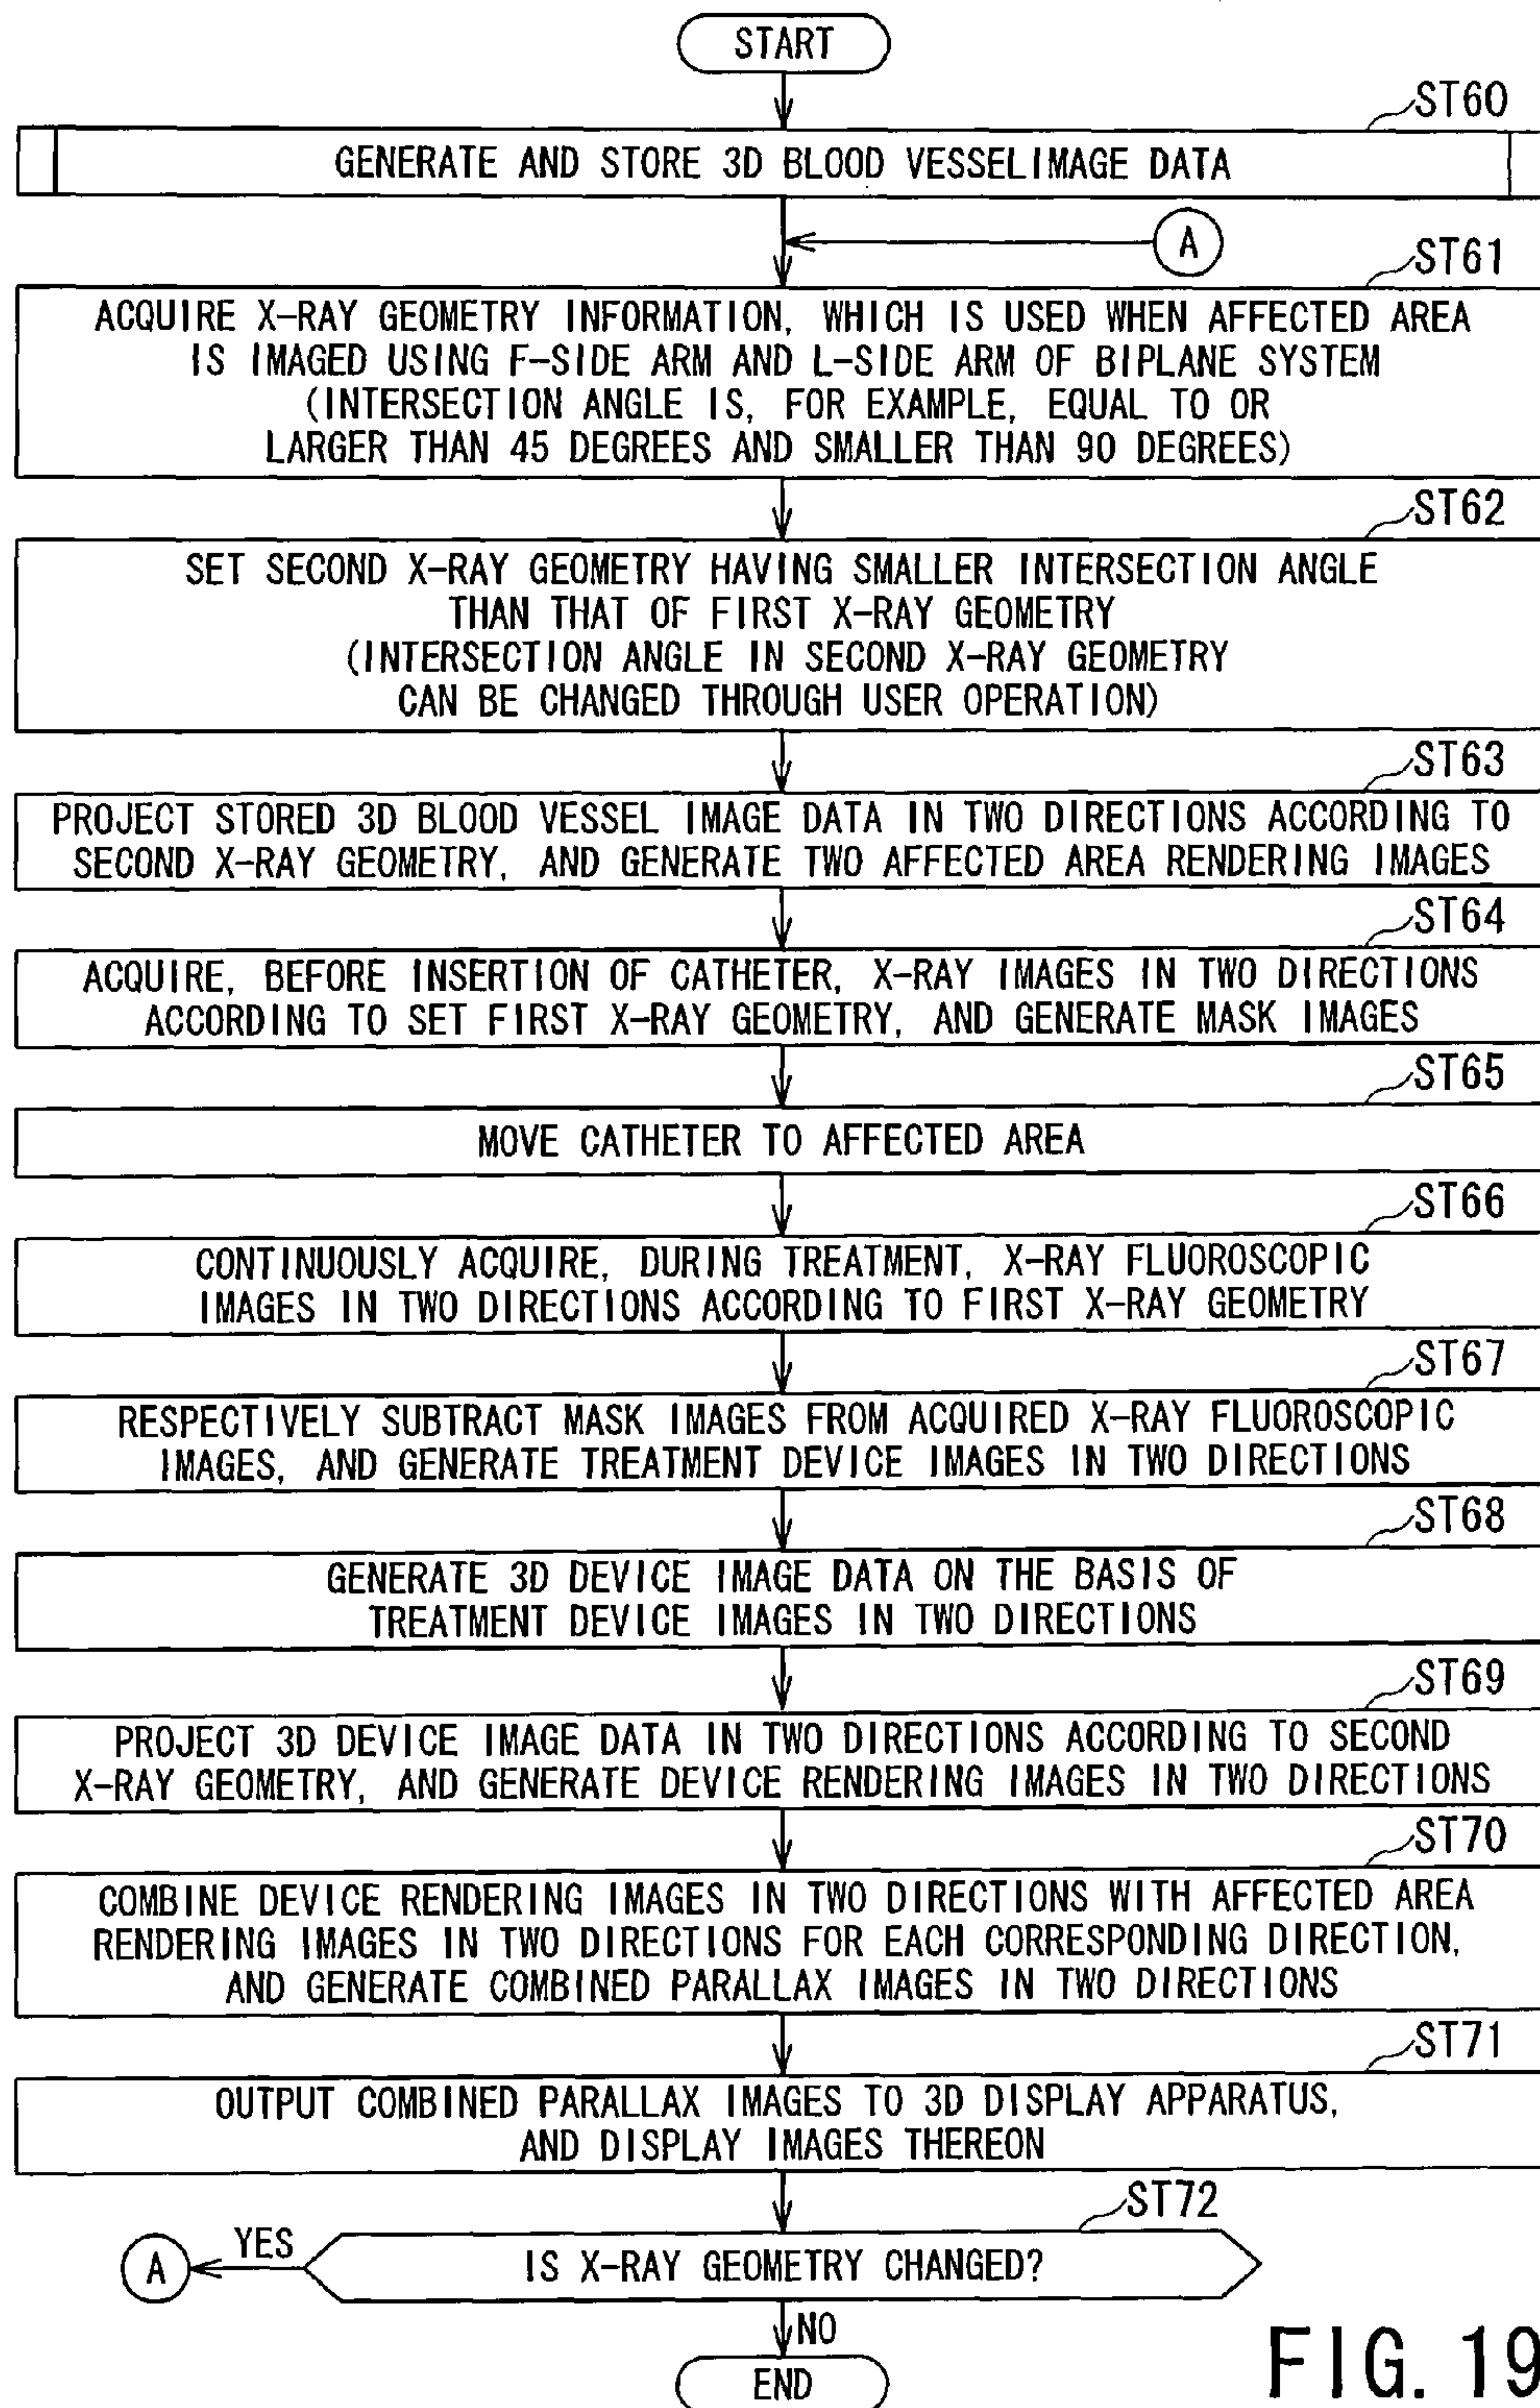 START
ST60
GENERATE AND STORE 3D BLOOD VESSELIMAGE DATA
A
ST61
ACQUIRE X-RAY GEOMETRY INFORMATION, WHICH IS USED WHEN AFFECTED AREA
IS IMAGED USING F-SIDE ARM AND L-SIDE ARM OF BIPLANE SYSTEM
(INTERSECTION ANGLE IS, FOR EXAMPLE, EQUAL TO OR
LARGER THAN 45 DEGREES AND SMALLER THAN 90 DEGREES)
ST62
SET SECOND X-RAY GEOMETRY HAVING SMALLER INTERSECTION ANGLE
THAN THAT OF FIRST X-RAY GEOMETRY
(INTERSECTION ANGLE IN SECOND X-RAY GEOMETRY
CAN BE CHANGED THROUGH USER OPERATION)
ST63
PROJECT STORED 3D BLOOD VESSEL IMAGE DATA IN TWO DIRECTIONS ACCORDING TO
SECOND X-RAY GEOMETRY, AND GENERATE TWO AFFECTED AREA RENDERING IMAGES
ST64
ACQUIRE, BEFORE INSERTION OF CATHETER, X-RAY IMAGES IN TWO DIRECTIONS
ACCORDING TO SET FIRST X-RAY GEOMETRY, AND GENERATE MASK IMAGES
ST65
MOVE CATHETER TO AFFECTED AREA
ST66
CONTINUOUSLY ACQUIRE, DURING TREATMENT, X-RAY FLUOROSCOPIC
IMAGES IN TWO DIRECTIONS ACCORDING TO FIRST X-RAY GEOMETRY
ST67
RESPECTIVELY SUBTRACT MASK IMAGES FROM ACQUIRED X-RAY FLUOROSCOPIC
IMAGES, AND GENERATE TREATMENT DEVICE IMAGES IN TWO DIRECTIONS
ST68
GENERATE 3D DEVICE IMAGE DATA ON THE BASIS OF
TREATMENT DEVICE IMAGES IN TWO DIRECTIONS
ST69
PROJECT 3D DEVICE IMAGE DATA IN TWO DIRECTIONS ACCORDING TO SECOND
X-RAY GEOMETRY, AND GENERATE DEVICE RENDERING IMAGES IN TWO DIRECTIONS
ST70
COMBINE DEVICE RENDERING IMAGES IN TWO DIRECTIONS WITH AFFECTED AREA
RENDERING IMAGES IN TWO DIRECTIONS FOR EACH CORRESPONDING DIRECTION,
AND GENERATE COMBINED PARALLAX IMAGES IN TWO DIRECTIONS
ST71
OUTPUT COMBINED PARALLAX IMAGES TO 3D DISPLAY APPARATUS,
AND DISPLAY IMAGES THEREON
ST72
A
YES
IS X-RAY GEOMETRY CHANGED?
NO
END
FIG. 19